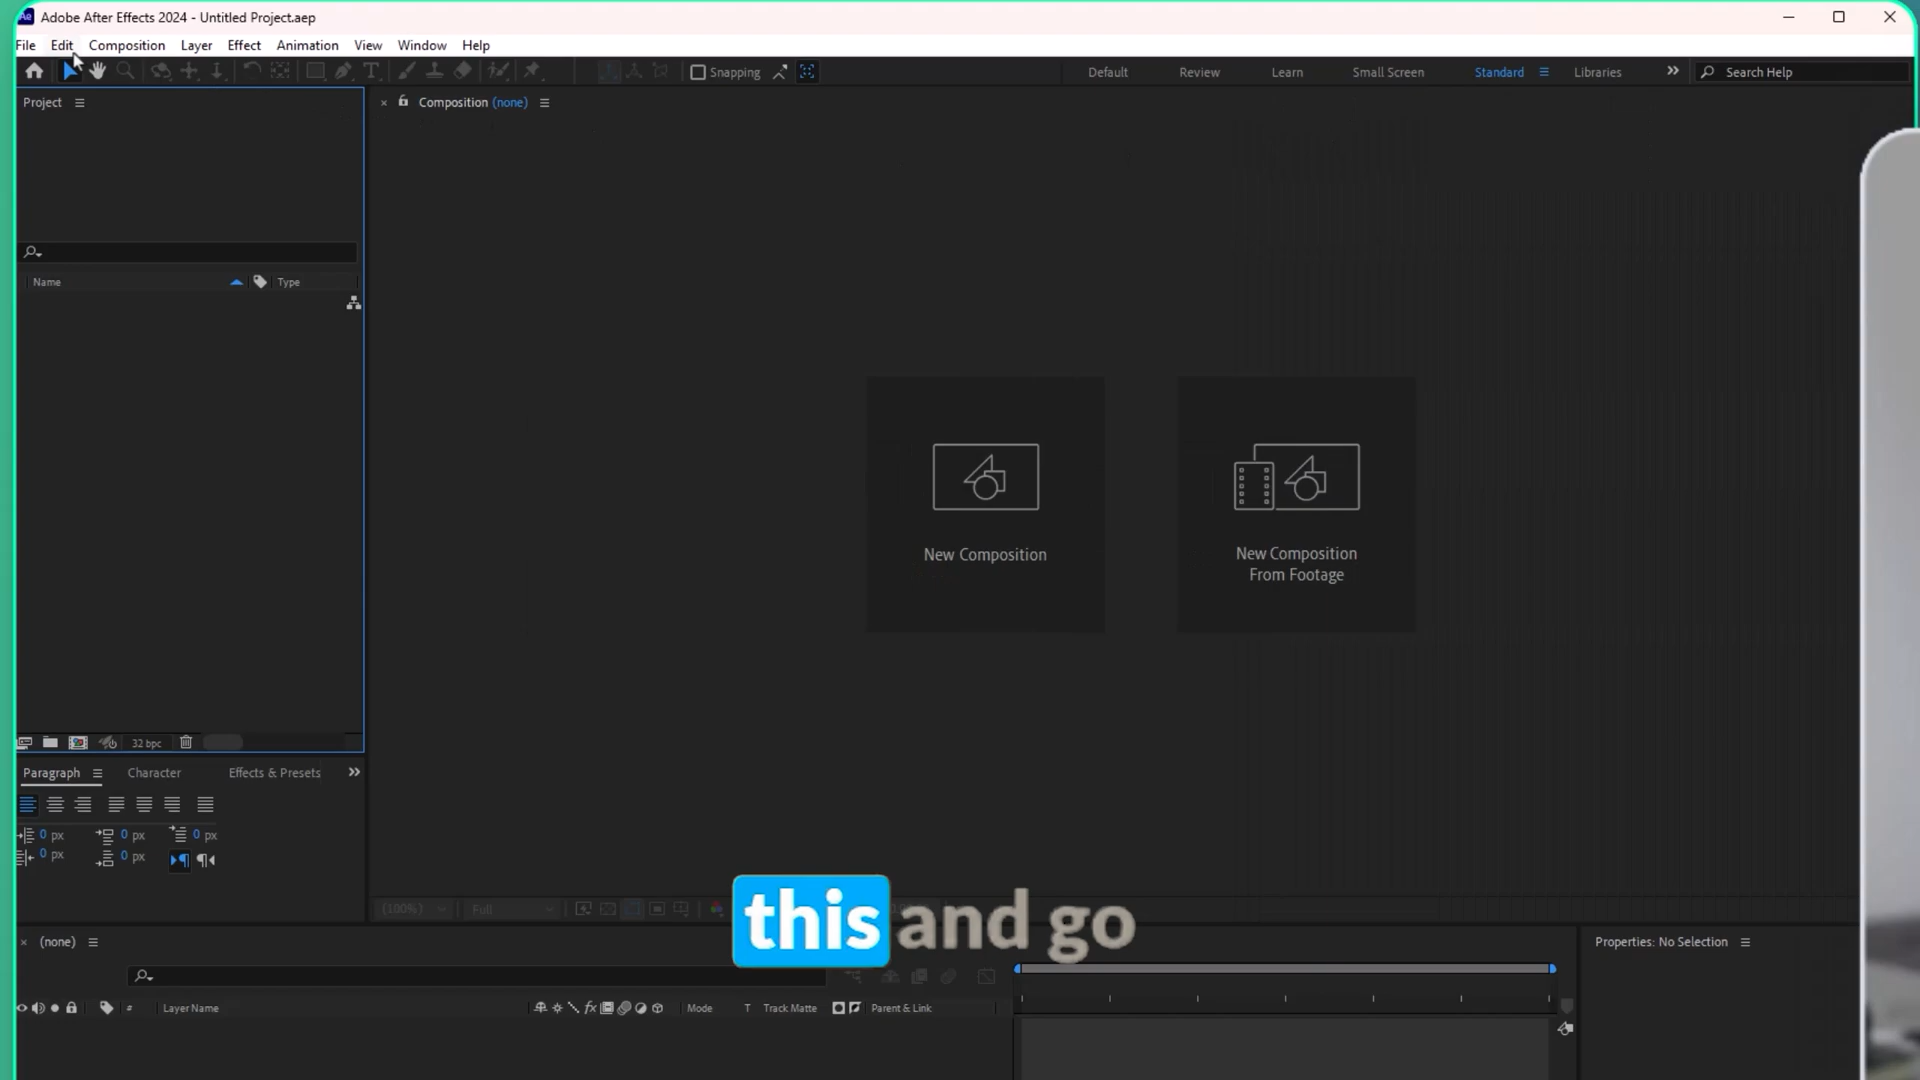 Adobe After Effects 2024 - Untitled Project.aep
File Edit Composition Layer Effect Animation View Window Help
Snapping Default Review Learn Small Screen Standard Libraries Search Help
Project
Composition (none)
Name Type
New Composition
New Composition
From Footage
32 bpc
Paragraph Character Effects & Presets
0 px 0 px 0 px
0 px 0 px
(100%) Full
this and go
(none)
Properties: No Selection
# Layer Name Mode T Track Matte Parent & Link